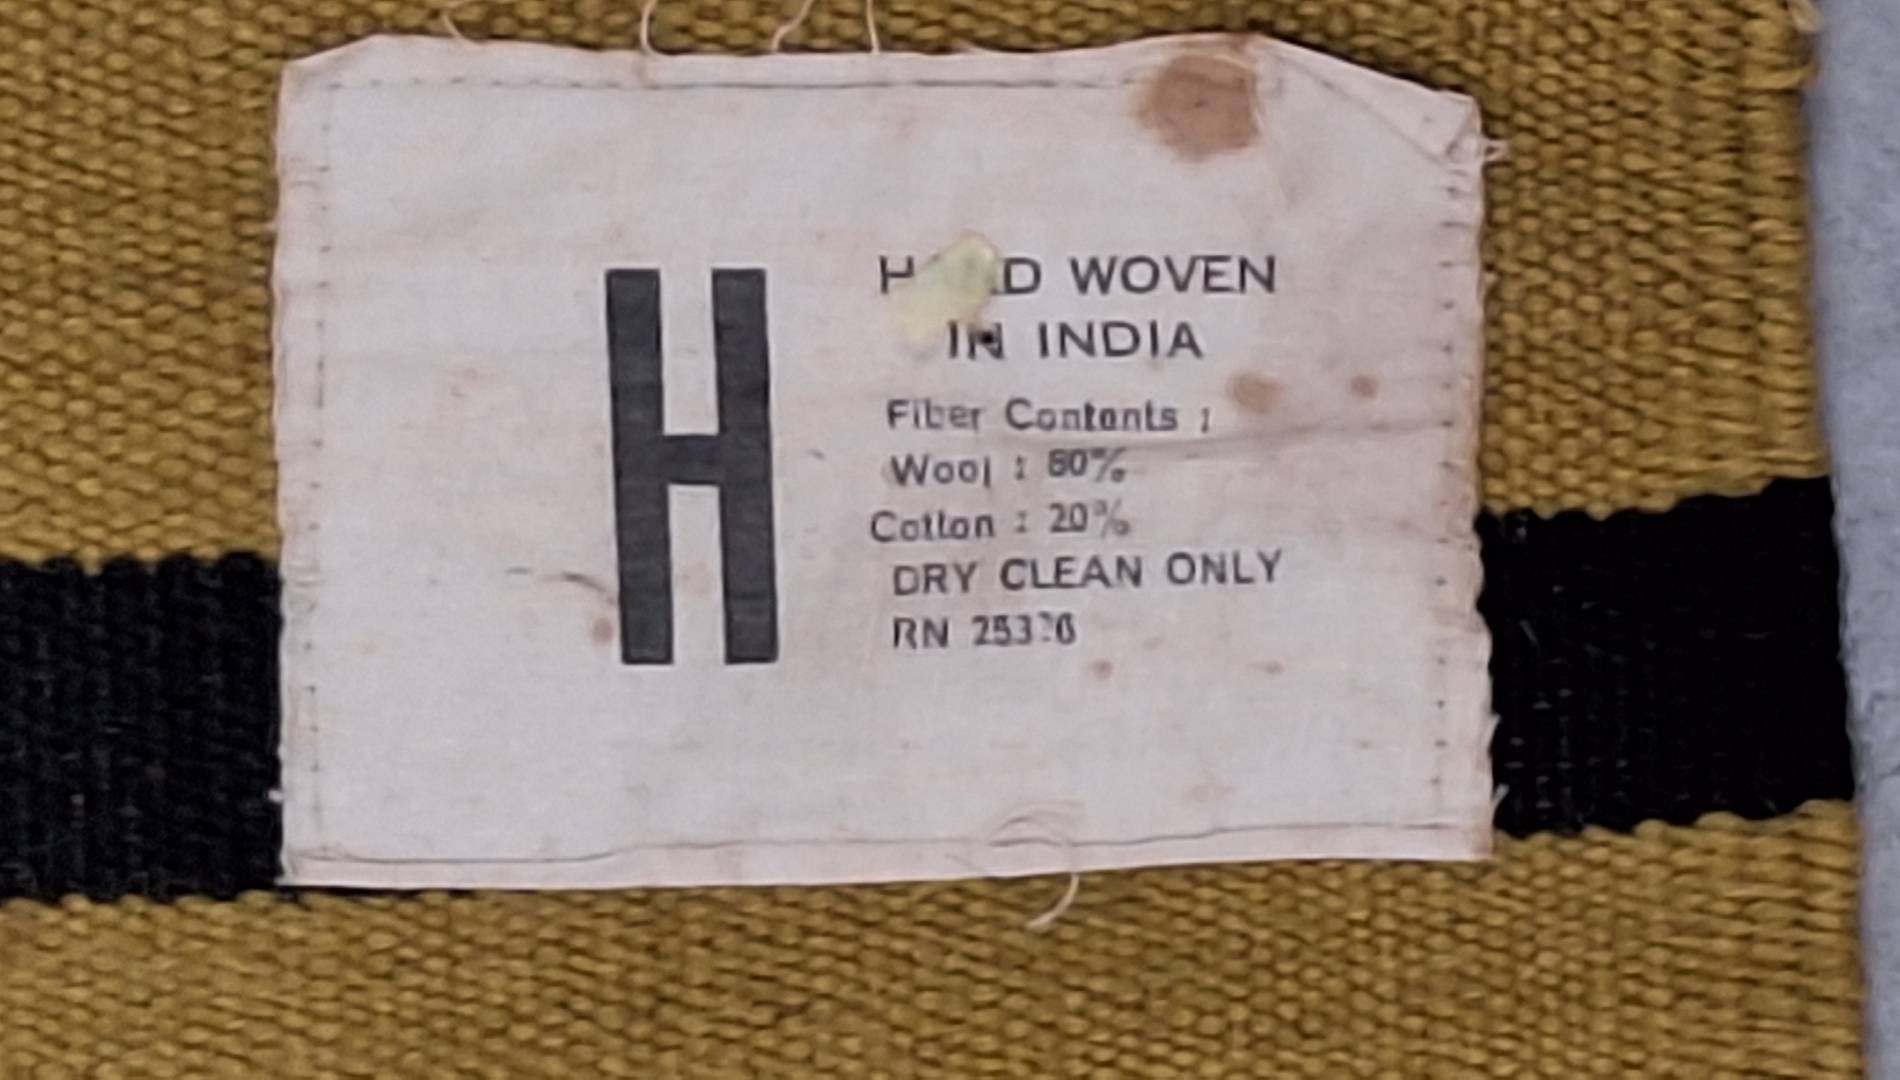 H
WOVEN
IN INDIA
Fiber Contents :
Wool : 80%
Cotton : 20%
DRY CLEAN ONLY
RN